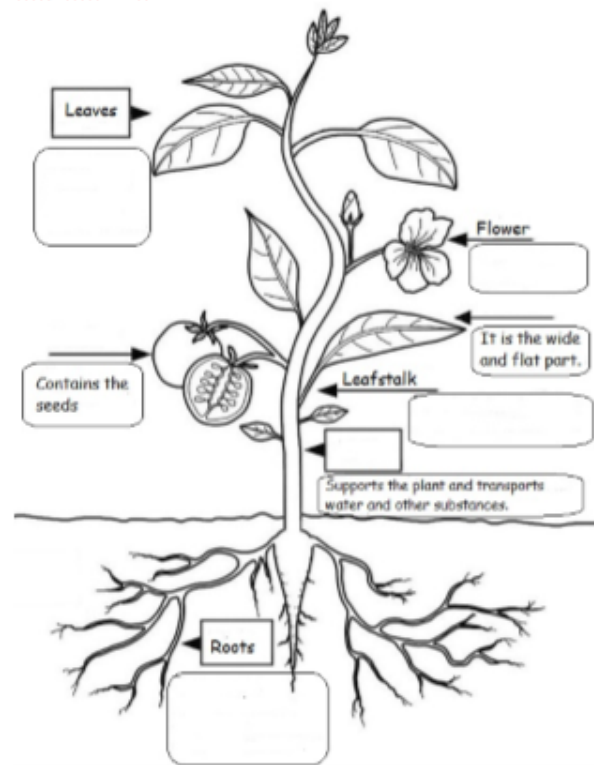 Leaves
Flower
It is the wide
and flat part.
Contains the
seeds
Leafstalk
Supports the plant and transports
water and other substances.
Roots